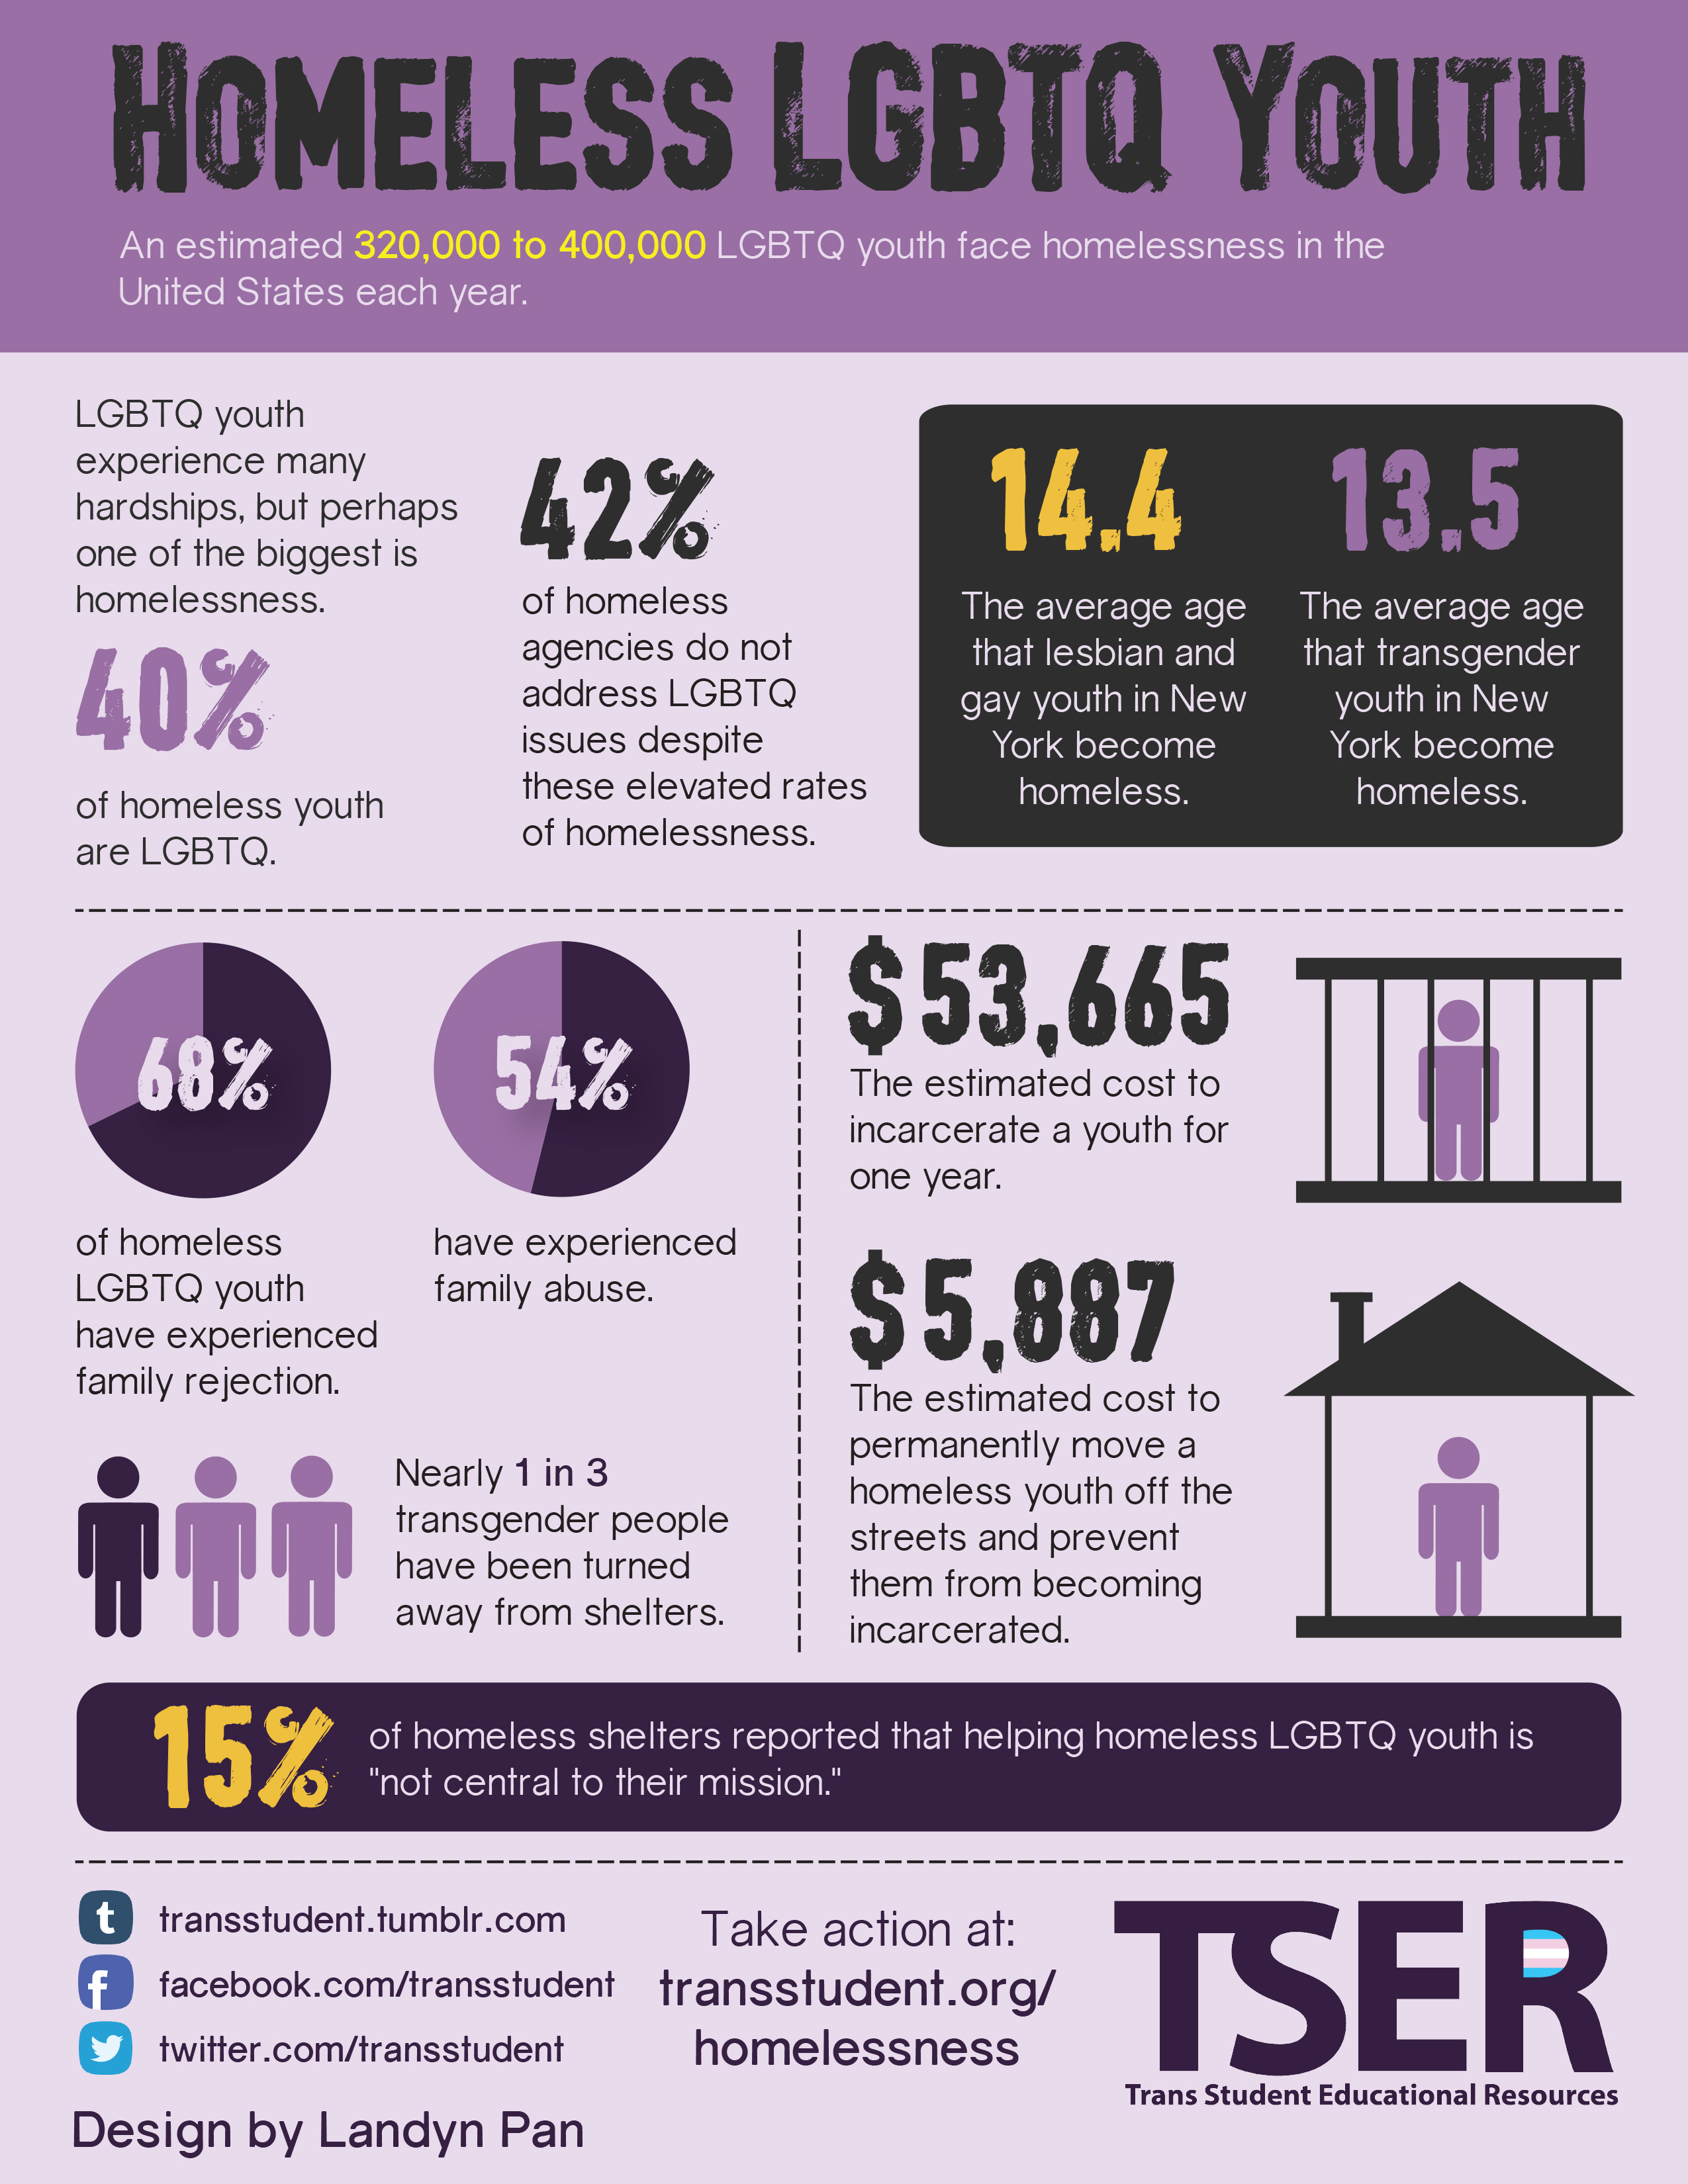 HOMELESS LGBTQ YOUTH
An estimated 320,000 to 400,000 LGBTQ youth face homelessness in the
United States each year.
LGBTQ youth
experience many
hardships, but perhaps
one of the biggest is
homelessness.
40%
of homeless youth
are LGBTQ.
42%
of homeless
agencies do not
address LGBTQ
issues despite
these elevated rates
of homelessness.
14.4
The average age
that lesbian and
gay youth in New
York become
homeless.
13.5
The average age
that transgender
youth in New
York become
homeless.
68%
of homeless
LGBTQ youth
have experienced
family rejection.
54%
have experienced
family abuse.
Nearly 1 in 3
transgender people
have been turned
away from shelters.
$53,665
The estimated cost to
incarcerate a youth for
one year.
$5,887
The estimated cost to
permanently move a
homeless youth off the
streets and prevent
them from becoming
incarcerated.
15%
of homeless shelters reported that helping homeless LGBTQ youth is
"not central to their mission."
t
transstudent.tumblr.com
f
facebook.com/transstudent
twitter.com/transstudent
Design by Landyn Pan
Take action at:
transstudent.org/
homelessness
TSER
Trans Student Educational Resources